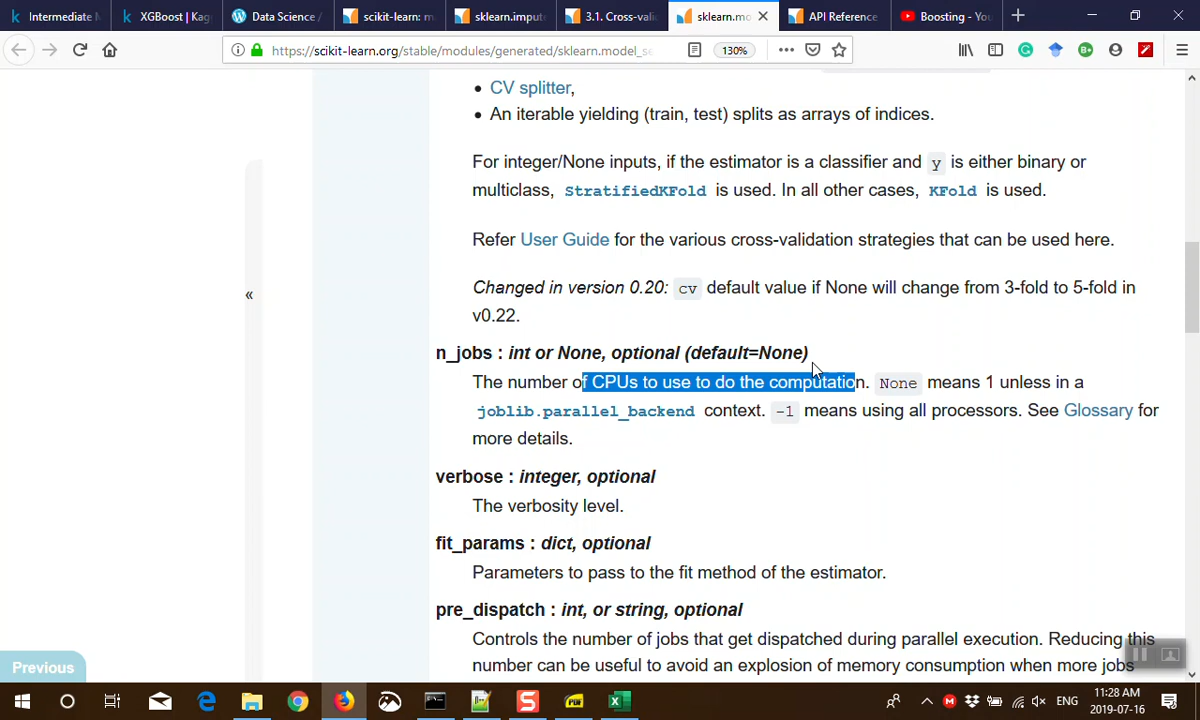 Intermediate M
XGBoost | Kag
Data Science /
scikit-learn: m
sklearn.impute
3.1. Cross-valid
sklearn.mo
API Reference
Boosting - You
https://scikit-learn.org/stable/modules/generated/sklearn.model_se
130%
• CV splitter,
• An iterable yielding (train, test) splits as arrays of indices.
For integer/None inputs, if the estimator is a classifier and y is either binary or
multiclass, StratifiedKFold is used. In all other cases, KFold is used.
Refer User Guide for the various cross-validation strategies that can be used here.
Changed in version 0.20: cv default value if None will change from 3-fold to 5-fold in
v0.22.
«
n_jobs : int or None, optional (default=None)
The number of CPUs to use to do the computation. None means 1 unless in a
joblib.parallel_backend context. -1 means using all processors. See Glossary for
more details.
verbose : integer, optional
The verbosity level.
fit_params : dict, optional
Parameters to pass to the fit method of the estimator.
pre_dispatch : int, or string, optional
Controls the number of jobs that get dispatched during parallel execution. Reducing this
number can be useful to avoid an explosion of memory consumption when more jobs
Previous
ENG
11:28 AM
2019-07-16